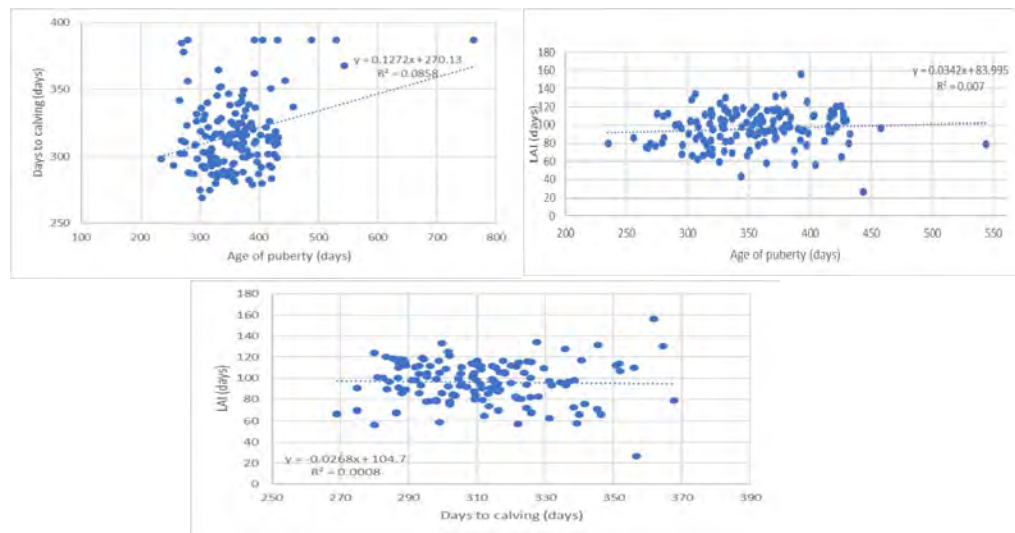 400
350
300
250
Days to calving (days)
y = 0.1272x + 270.13
R² = 0.0858
100 200 300 400 500 600 700 800
Age of puberty (days)
180
160
140
120
100
80
60
40
20
0
LAI (days)
y = 0.0342x + 83.995
R² = 0.007
200 250 300 350 400 450 500 550
Age of puberty (days)
180
160
140
120
100
80
60
40
20
0
LAI (days)
y = -0.0268x + 104.7
R² = 0.0008
250 270 290 310 330 350 370 390
Days to calving (days)